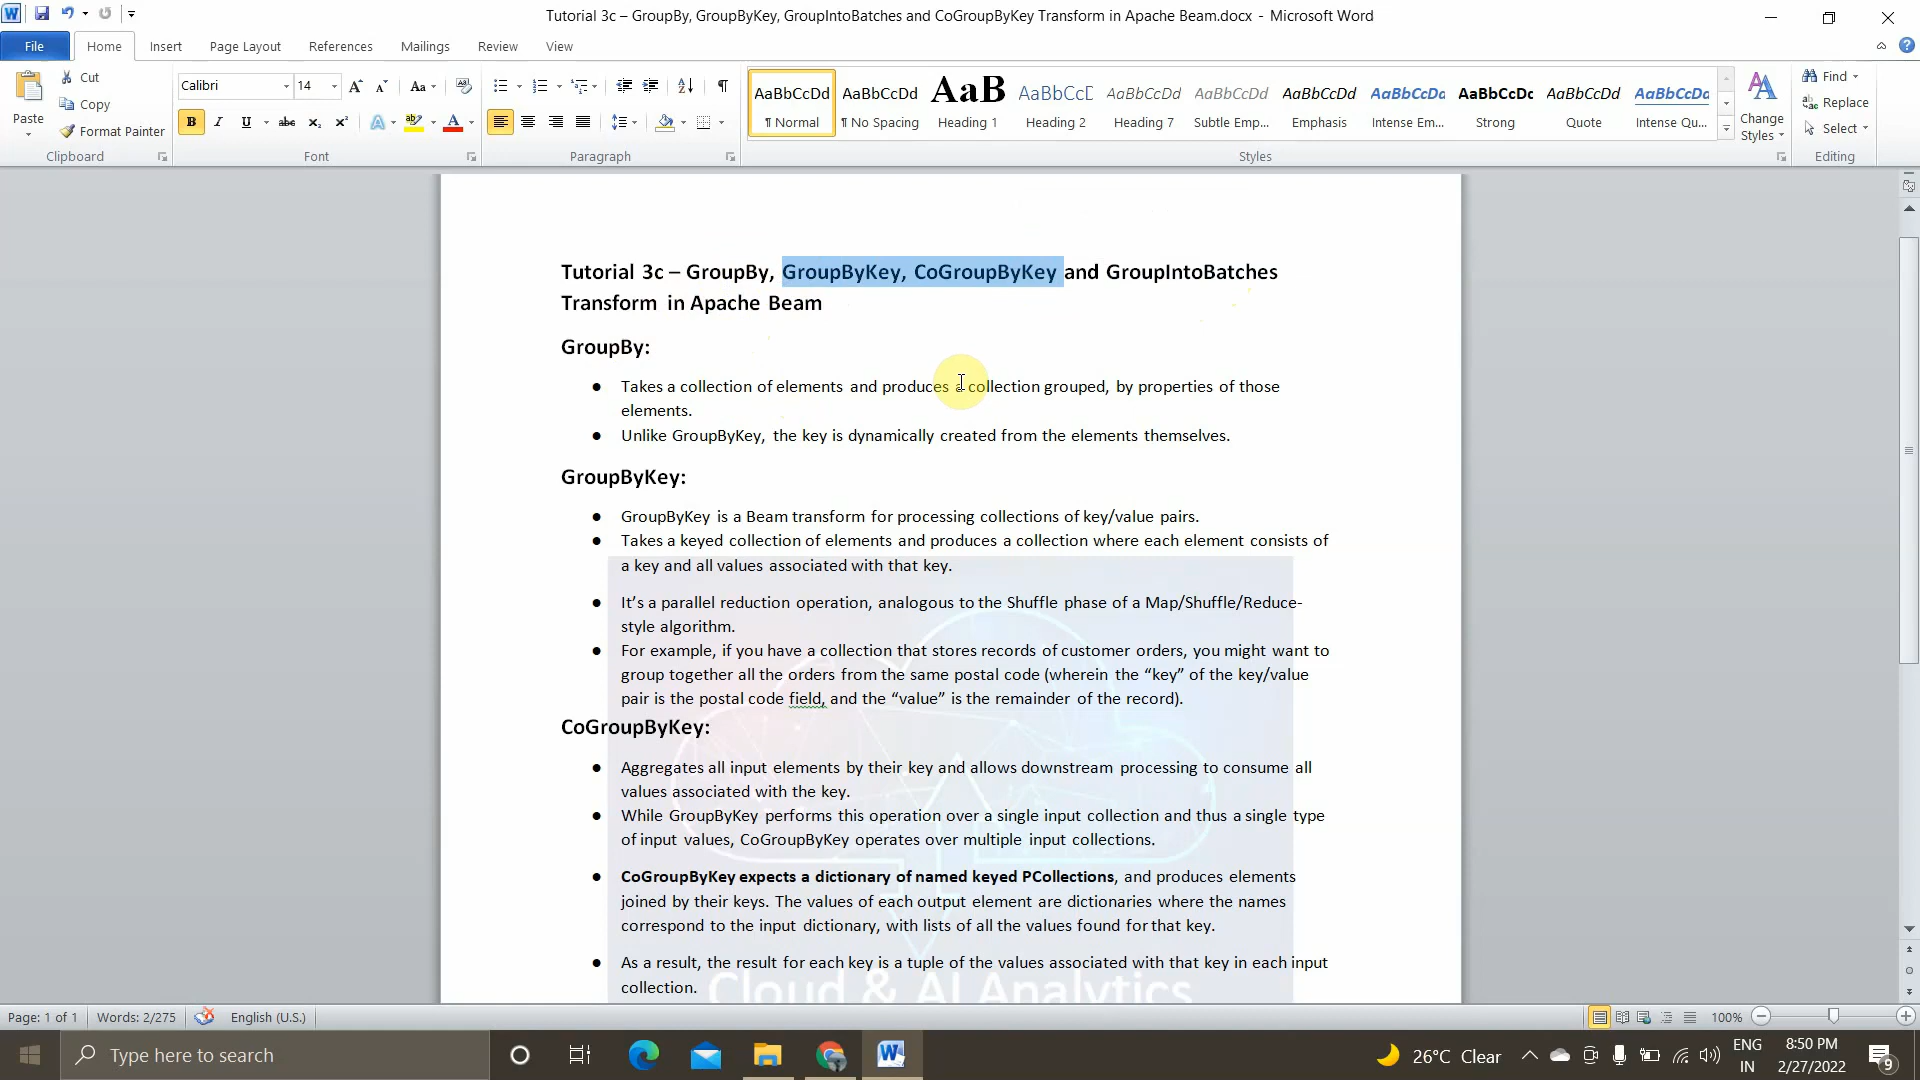 Tutorial 3c – GroupBy, GroupByKey, GroupIntoBatches and CoGroupByKey Transform in Apache Beam.docx - Microsoft Word
File Home Insert Page Layout References Mailings Review View
Paste
Cut
Copy
Format Painter
Clipboard
Calibri 14
Font
Paragraph
AaBbCcDd AaBbCcDd AaB AaBbCcD AaBbCcDd AaBbCcDd AaBbCcDd AaBbCcDd AaBbCcDc AaBbCcDd AaBbCcDd
¶ Normal ¶ No Spacing Heading 1 Heading 2 Heading 7 Subtle Emp... Emphasis Intense Em... Strong Quote Intense Qu...
Styles
Change Styles
Find
Replace
Select
Editing
Tutorial 3c – GroupBy, GroupByKey, CoGroupByKey and GroupIntoBatches
Transform in Apache Beam
GroupBy:
● Takes a collection of elements and produces a collection grouped, by properties of those
elements.
● Unlike GroupByKey, the key is dynamically created from the elements themselves.
GroupByKey:
● GroupByKey is a Beam transform for processing collections of key/value pairs.
● Takes a keyed collection of elements and produces a collection where each element consists of
a key and all values associated with that key.
● It’s a parallel reduction operation, analogous to the Shuffle phase of a Map/Shuffle/Reduce-
style algorithm.
● For example, if you have a collection that stores records of customer orders, you might want to
group together all the orders from the same postal code (wherein the “key” of the key/value
pair is the postal code field, and the “value” is the remainder of the record).
CoGroupByKey:
● Aggregates all input elements by their key and allows downstream processing to consume all
values associated with the key.
● While GroupByKey performs this operation over a single input collection and thus a single type
of input values, CoGroupByKey operates over multiple input collections.
● CoGroupByKey expects a dictionary of named keyed PCollections, and produces elements
joined by their keys. The values of each output element are dictionaries where the names
correspond to the input dictionary, with lists of all the values found for that key.
● As a result, the result for each key is a tuple of the values associated with that key in each input
collection.
Cloud & AI Analytics
Page: 1 of 1 Words: 2/275 English (U.S.) 100%
Type here to search
26°C Clear
ENG
IN
8:50 PM
2/27/2022
9